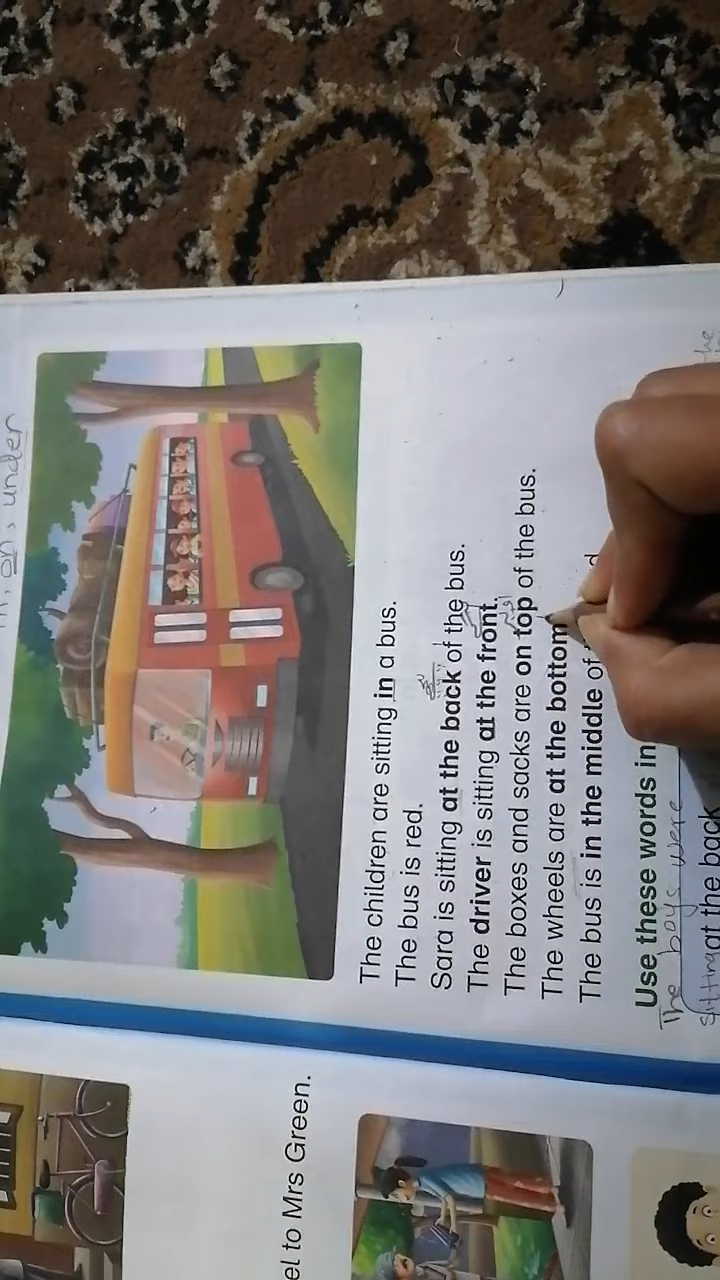 in, on, under
The children are sitting in a bus.
The bus is red.
Sara is sitting at the back of the bus.
The driver is sitting at the front.
The boxes and sacks are on top of the bus.
The wheels are at the bottom
The bus is in the middle of
Use these words in
The boys were
sitting at the back
the
el to Mrs Green.